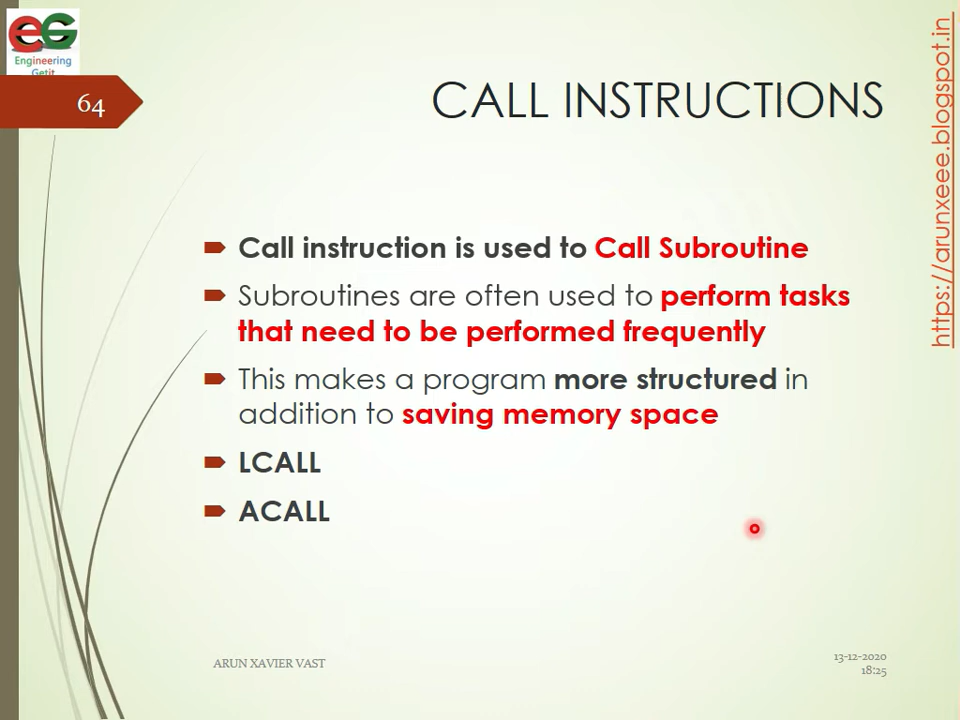 eG
Engineering
Getit
64
CALL INSTRUCTIONS
https://arunxeee.blogspot.in
Call instruction is used to Call Subroutine
Subroutines are often used to perform tasks
that need to be performed frequently
This makes a program more structured in
addition to saving memory space
LCALL
ACALL
ARUN XAVIER VAST
13-12-2020
18:25